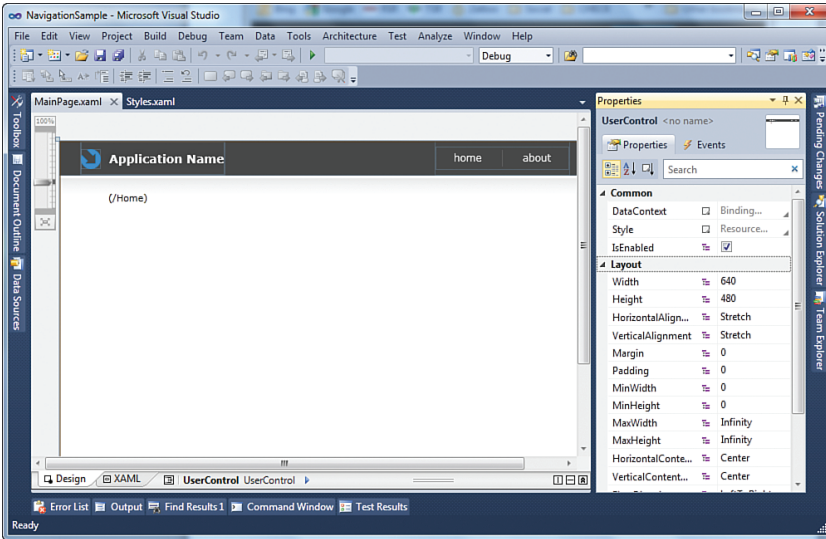 NavigationSample - Microsoft Visual Studio
File Edit View Project Build Debug Team Data Tools Architecture Test Analyze Window Help
Debug
MainPage.xaml Styles.xaml
100%
Application Name home about
(/Home)
Toolbox
Document Outline
Data Sources
Design XAML UserControl UserControl
Properties
UserControl <no name>
Properties Events
Search
Common
DataContext Binding...
Style Resource...
IsEnabled
Layout
Width 640
Height 480
HorizontalAlign... Stretch
VerticalAlignment Stretch
Margin 0
Padding 0
MinWidth 0
MinHeight 0
MaxWidth Infinity
MaxHeight Infinity
HorizontalConte... Center
VerticalContent... Center
Pending Changes
Solution Explorer
Team Explorer
Error List Output Find Results 1 Command Window Test Results
Ready